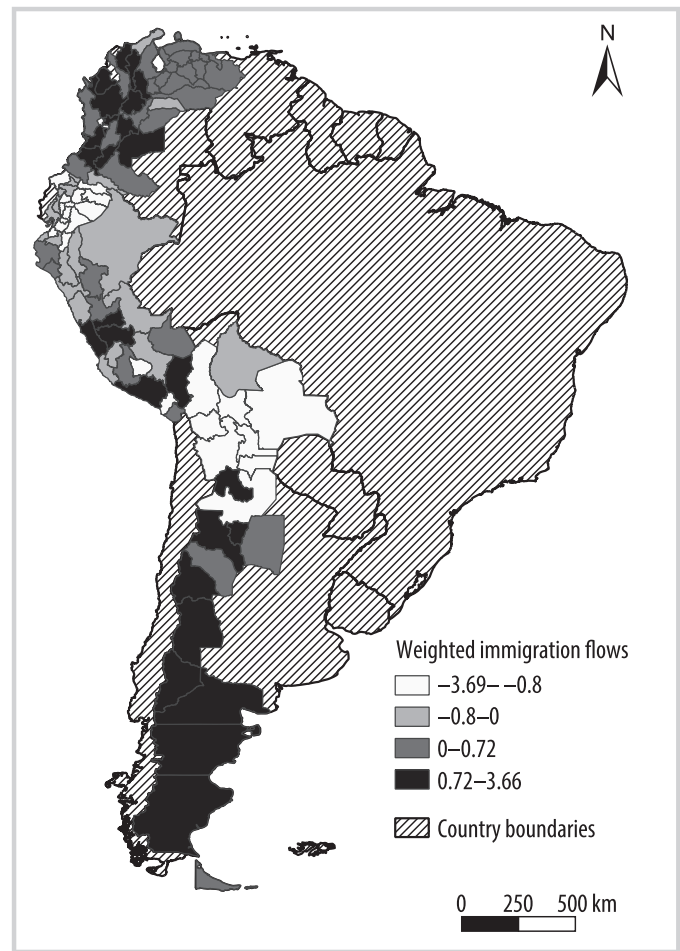 N
Weighted immigration flows
–3.69– –0.8
–0.8–0
0–0.72
0.72–3.66
Country boundaries
0 250 500 km